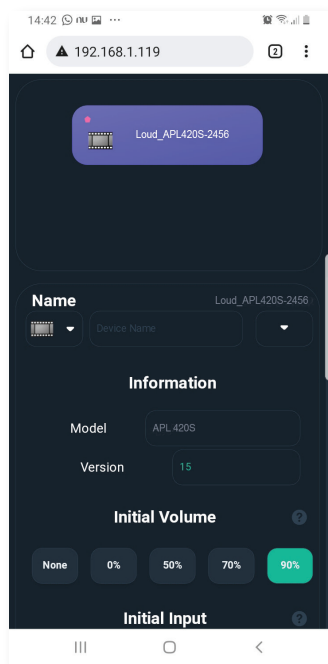 14:42 ...
192.168.1.119 2
Loud_APL420S-2456
Name Loud_APL420S-2456
Device Name
Information
Model APL 420S
Version 15
Initial Volume ?
None 0% 50% 70% 90%
Initial Input ?